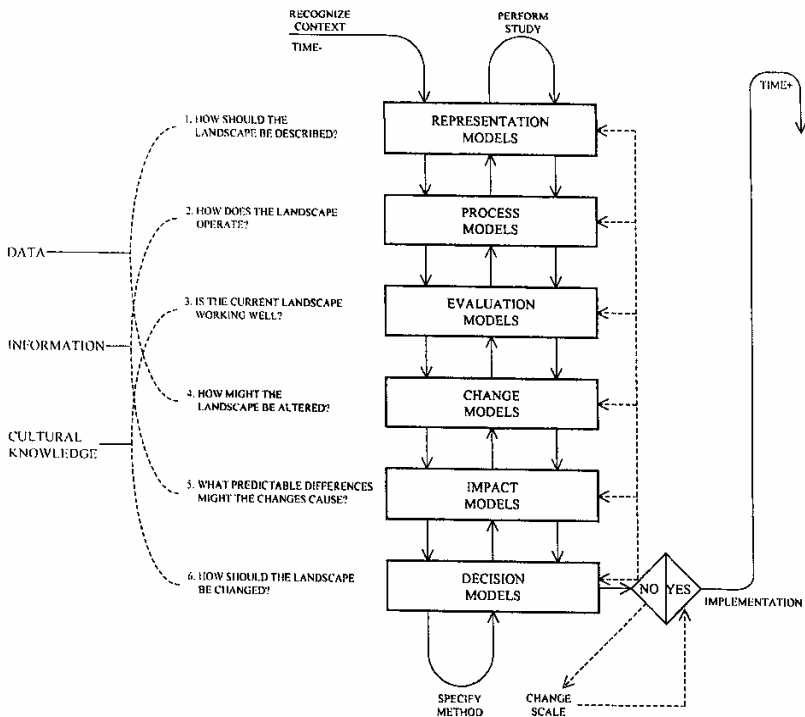 RECOGNIZE
CONTEXT
TIME-
PERFORM
STUDY
TIME+
1. HOW SHOULD THE
LANDSCAPE BE DESCRIBED?
REPRESENTATION
MODELS
2. HOW DOES THE LANDSCAPE
OPERATE?
PROCESS
MODELS
DATA
3. IS THE CURRENT LANDSCAPE
WORKING WELL?
EVALUATION
MODELS
INFORMATION
4. HOW MIGHT THE
LANDSCAPE BE ALTERED?
CHANGE
MODELS
CULTURAL
KNOWLEDGE
5. WHAT PREDICTABLE DIFFERENCES
MIGHT THE CHANGES CAUSE?
IMPACT
MODELS
6. HOW SHOULD THE LANDSCAPE
BE CHANGED?
DECISION
MODELS
NO YES
IMPLEMENTATION
SPECIFY
METHOD
CHANGE
SCALE